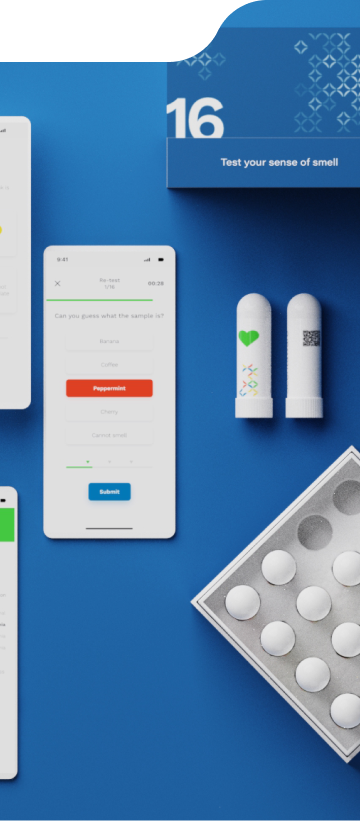 16
Test your sense of smell
9:41
Re-test
1/16
00:26
Can you guess what the sample is?
Banana
Coffee
Peppermint
Cherry
Cannot smell
Submit